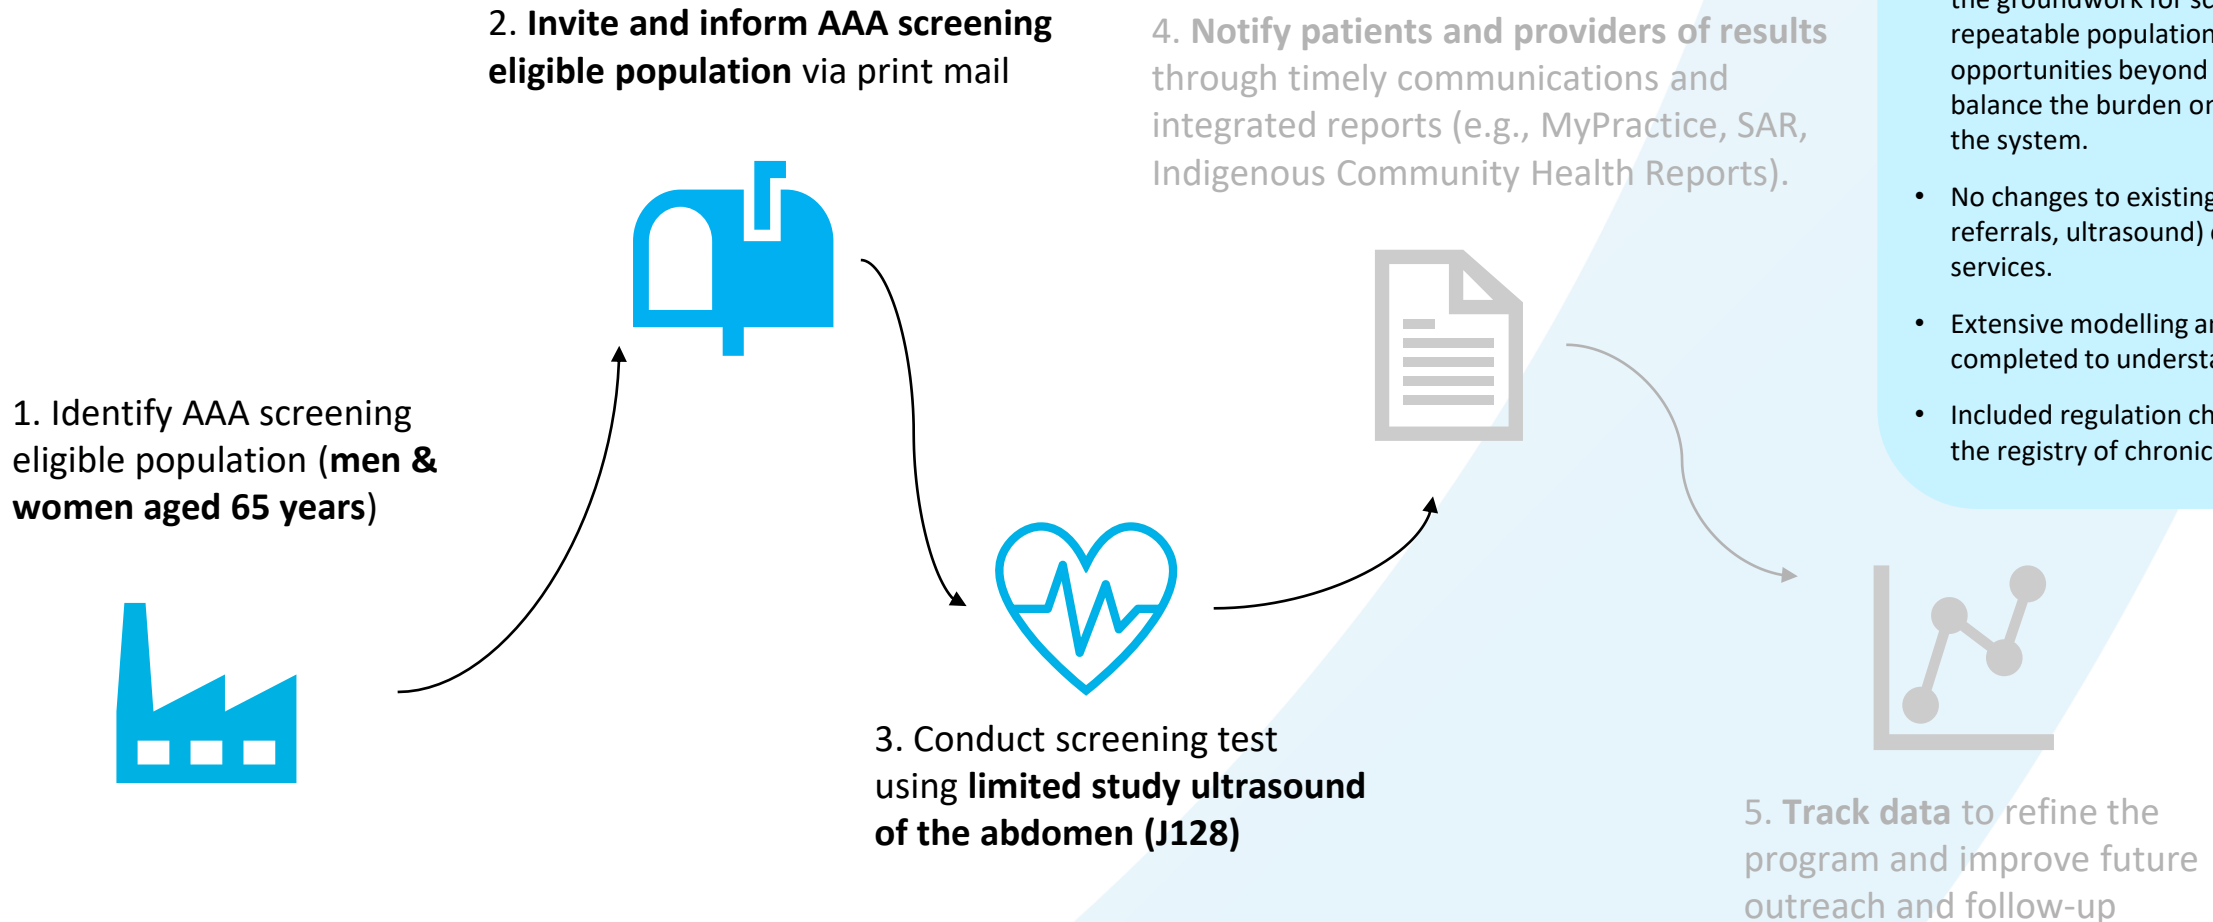 1. Identify AAA screening
eligible population (men &
women aged 65 years)
2. Invite and inform AAA screening
eligible population via print mail
3. Conduct screening test
using limited study ultrasound
of the abdomen (J128)
4. Notify patients and providers of results
through timely communications and
integrated reports (e.g., MyPractice, SAR,
Indigenous Community Health Reports).
5. Track data to refine the
program and improve future
outreach and follow-up
the groundwork for
repeatable population
opportunities beyond
balance the burden
the system.
• No changes to existing
referrals, ultrasound)
services.
• Extensive modelling
completed to
• Included regulation
the registry of chronic